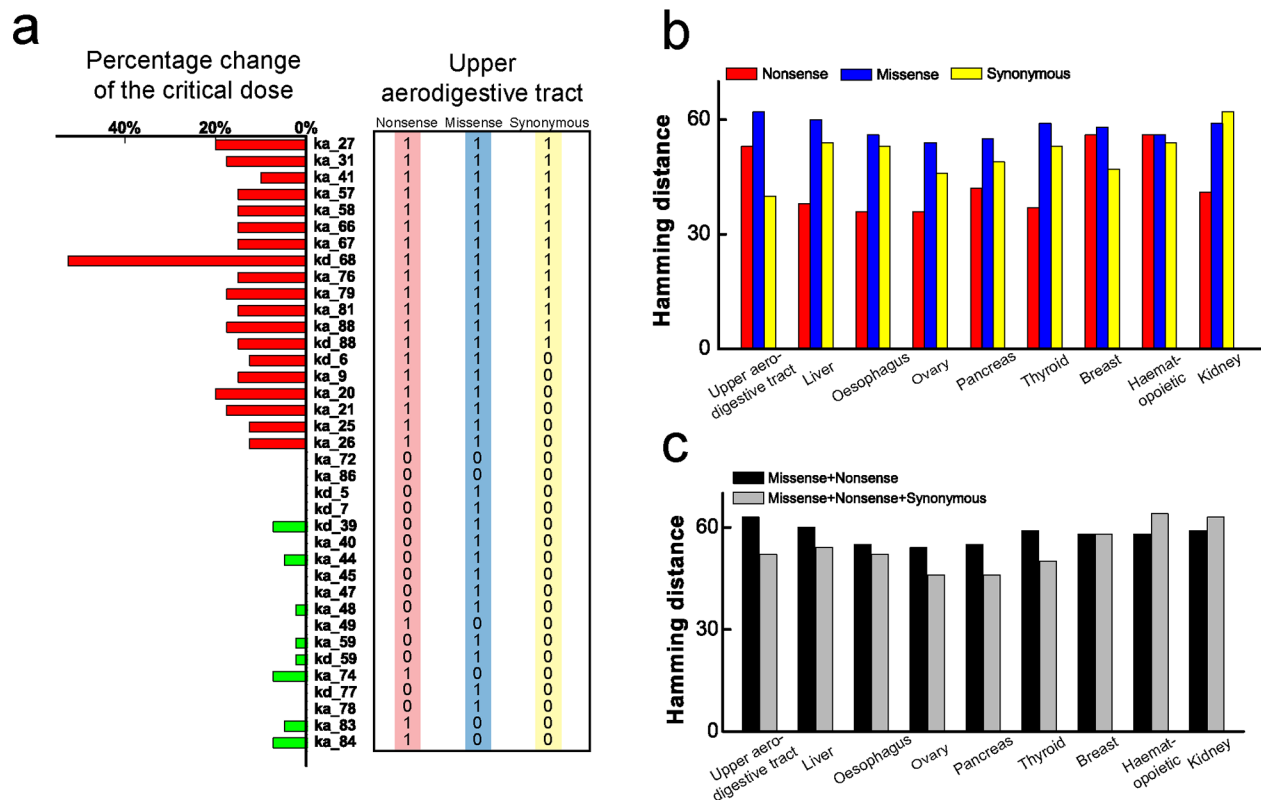 a
Percentage change
of the critical dose
Upper
aerodigestive tract
40% 20% 0%
Nonsense Missense Synonymous
ka_27 1 1 1
ka_31 1 1 1
ka_41 1 1 1
ka_57 1 1 1
ka_58 1 1 1
ka_66 1 1 1
ka_67 1 1 1
kd_68 1 1 1
ka_76 1 1 1
ka_79 1 1 1
ka_81 1 1 1
ka_88 1 1 1
kd_88 1 1 1
kd_6 1 1 0
ka_9 1 1 0
ka_20 1 1 0
ka_21 1 1 0
ka_25 1 1 0
ka_26 1 1 0
ka_72 0 0 0
ka_86 0 0 0
kd_5 0 1 0
kd_7 0 1 0
kd_39 0 1 0
ka_40 0 1 0
ka_44 0 1 0
ka_45 0 1 0
ka_47 0 1 0
ka_48 0 1 0
ka_49 1 0 0
ka_59 0 1 0
kd_59 0 1 0
ka_74 1 0 0
kd_77 0 1 0
ka_78 0 1 0
ka_83 1 0 0
ka_84 1 0 0
b
Nonsense Missense Synonymous
Hamming distance
60
30
0
Upper aero-
digestive tract
Liver
Oesophagus
Ovary
Pancreas
Thyroid
Breast
Haemat-
opoietic
Kidney
c
Missense+Nonsense
Missense+Nonsense+Synonymous
Hamming distance
60
30
0
Upper aero-
digestive tract
Liver
Oesophagus
Ovary
Pancreas
Thyroid
Breast
Haemat-
opoietic
Kidney